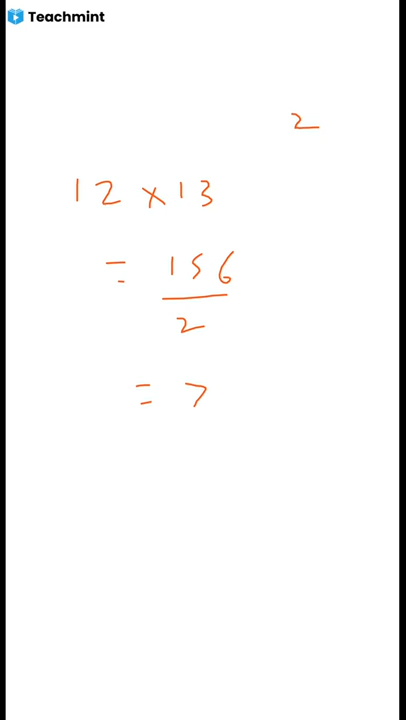 Teachmint
2
12 × 13
= 156
2
= 7